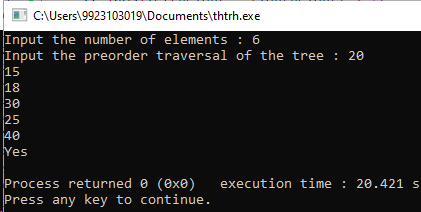 C:\Users\9923103019\Documents\thtrh.exe
Input the number of elements : 6
Input the preorder traversal of the tree : 20
15
18
30
25
40
Yes
Process returned 0 (0x0)   execution time : 20.421 s
Press any key to continue.